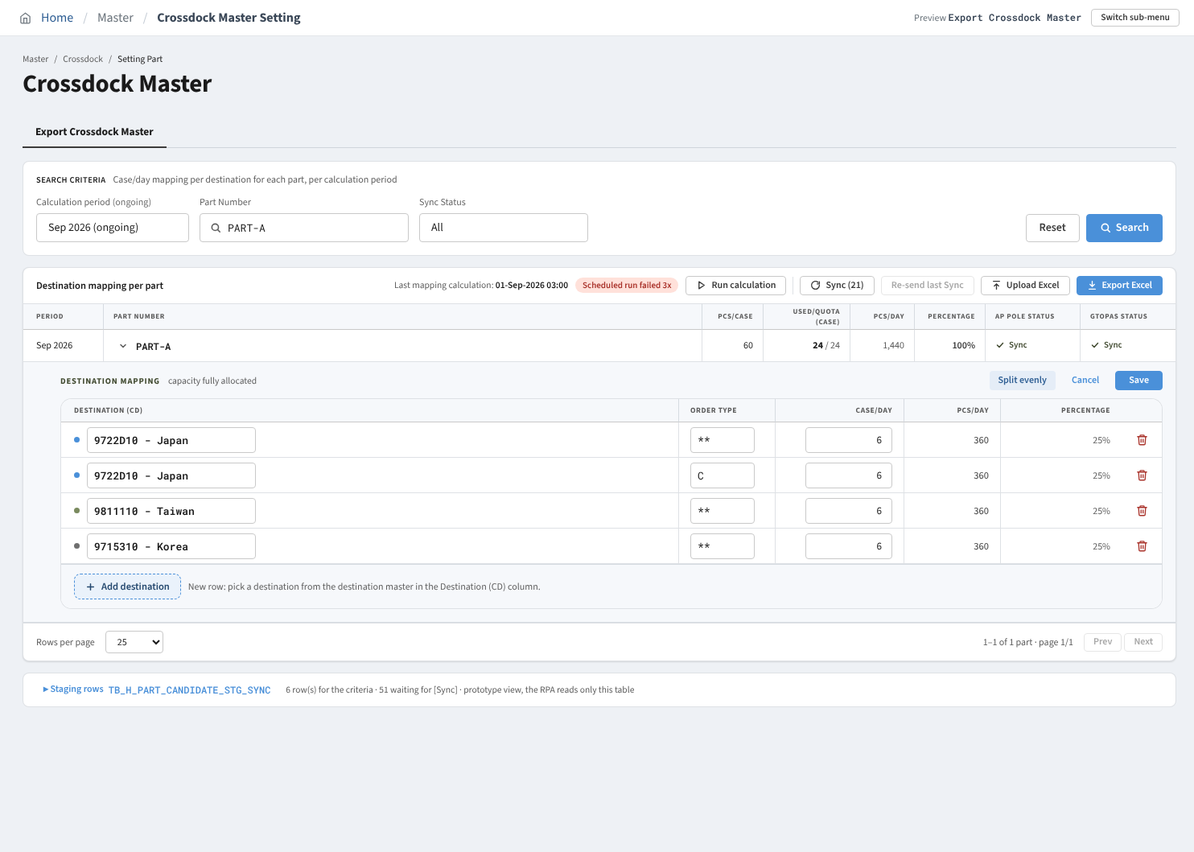 Home / Master / Crossdock Master Setting Preview Export Crossdock Master Switch sub-menu
Master / Crossdock / Setting Part
Crossdock Master
Export Crossdock Master
SEARCH CRITERIA Case/day mapping per destination for each part, per calculation period
Calculation period (ongoing) Part Number Sync Status
Sep 2026 (ongoing) PART-A All Reset Search
Destination mapping per part Last mapping calculation: 01-Sep-2026 03:00 Scheduled run failed 3x Run calculation Sync (21) Re-send last Sync Upload Excel Export Excel
PERIOD PART NUMBER PCS/CASE USED/QUOTA (CASE) PCS/DAY PERCENTAGE AP POLE STATUS GTOPAS STATUS
Sep 2026 PART-A 60 24 / 24 1,440 100% Sync Sync
DESTINATION MAPPING capacity fully allocated Split evenly Cancel Save
DESTINATION (CD) ORDER TYPE CASE/DAY PCS/DAY PERCENTAGE
9722D10 - Japan ** 6 360 25%
9722D10 - Japan C 6 360 25%
9811110 - Taiwan ** 6 360 25%
9715310 - Korea ** 6 360 25%
+ Add destination New row: pick a destination from the destination master in the Destination (CD) column.
Rows per page 25 1–1 of 1 part · page 1/1 Prev Next
▸ Staging rows TB_H_PART_CANDIDATE_STG_SYNC 6 row(s) for the criteria · 51 waiting for [Sync] · prototype view, the RPA reads only this table